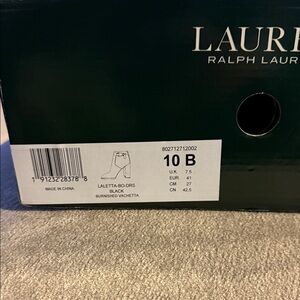 LAURE
RALPH LAUR
802712712002
10 B
U.K. 7.5
EUR. 41
CM 27
CN 42.5
LALETTA-BO-DRS
BLACK
BURNISHED VACHETTA
1 91232 28378 8
MADE IN CHINA